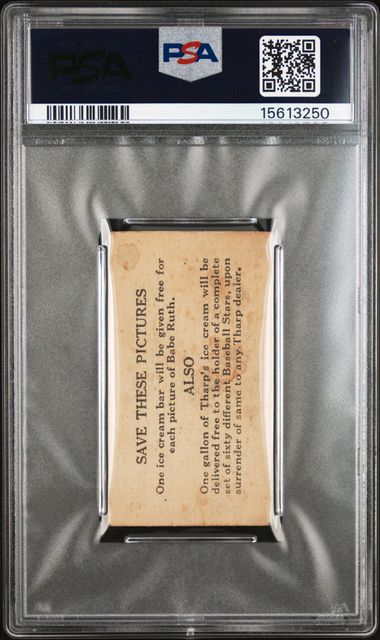 PSA
PSA
15613250
SAVE THESE PICTURES
One ice cream bar will be given free for
each picture of Babe Ruth.
ALSO
One gallon of Tharp's ice cream will be
delivered free to the holder of a complete
set of sixty different Baseball Stars, upon
surrender of same to any Tharp dealer.